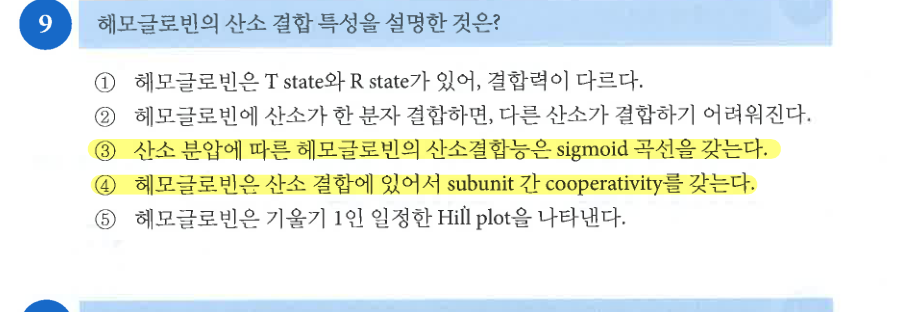 9
헤모글로빈의 산소 결합 특성을 설명한 것은?
① 헤모글로빈은 T state와 R state가 있어, 결합력이 다르다.
② 헤모글로빈에 산소가 한 분자 결합하면, 다른 산소가 결합하기 어려워진다.
③ 산소 분압에 따른 헤모글로빈의 산소결합능은 sigmoid 곡선을 갖는다.
④ 헤모글로빈은 산소 결합에 있어서 subunit 간 cooperativity를 갖는다.
⑤ 헤모글로빈은 기울기 1인 일정한 Hill plot을 나타낸다.